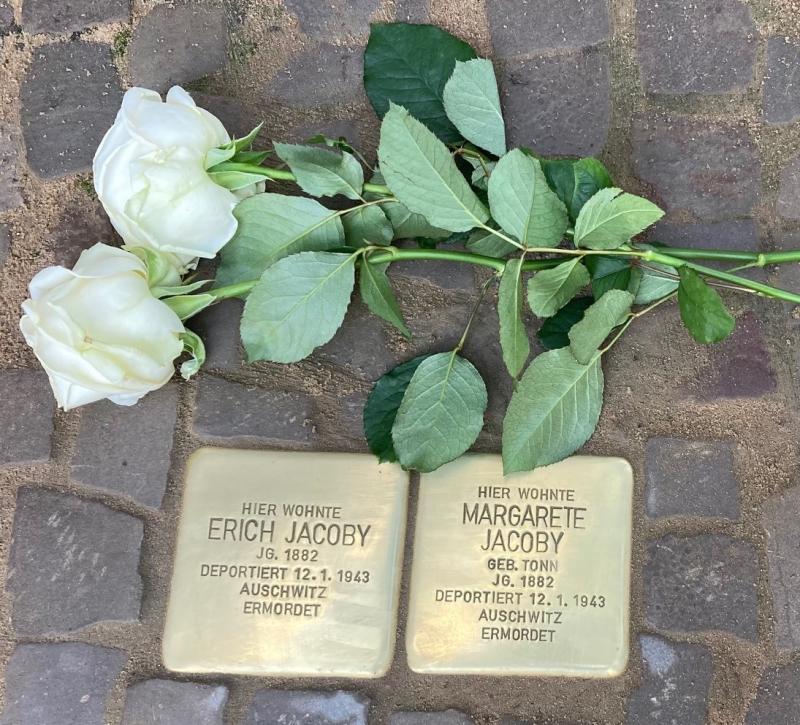 HIER WOHNTE
ERICH JACOBY
JG. 1882
DEPORTIERT 12.1.1943
AUSCHWITZ
ERMORDET
HIER WOHNTE
MARGARETE
JACOBY
GEB. TONN
JG. 1882
DEPORTIERT 12.1.1943
AUSCHWITZ
ERMORDET